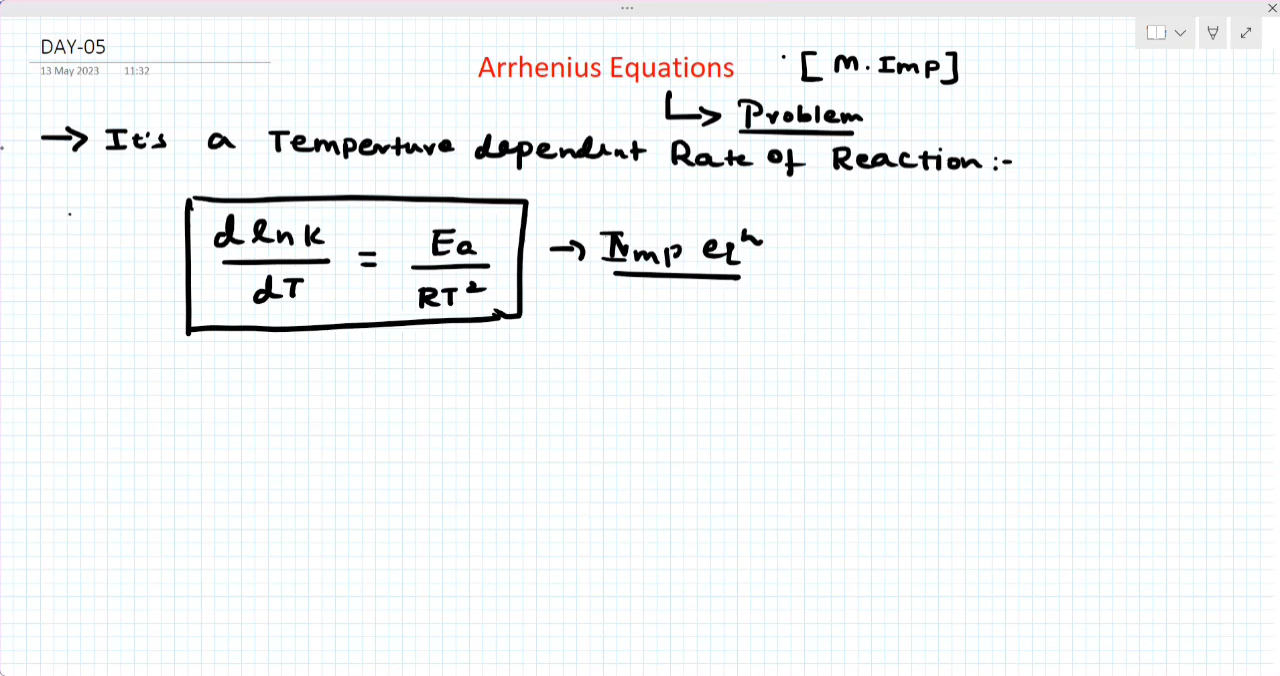 DAY-05
13 May 2023 11:32
Arrhenius Equations [M. Imp]
↳ Problem
→ It's a Temperture dependent Rate of Reaction :-
d ln k / dT = Ea / RT² → Imp eqⁿ